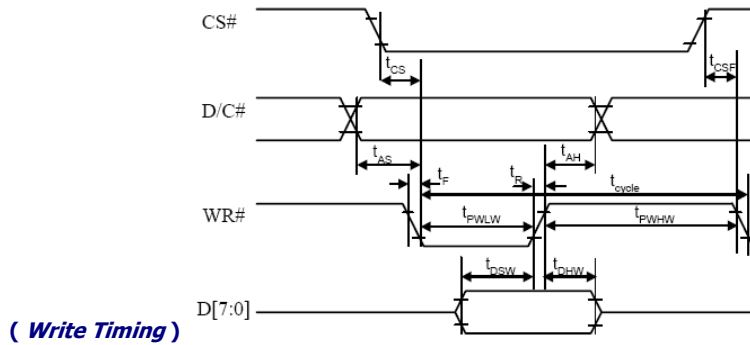 CS#
tCS
tCSF
D/C#
tAS
tAH
tF
tR
tcycle
WR#
tPWLW
tPWHW
tDSW
tDHW
D[7:0]
( Write Timing )